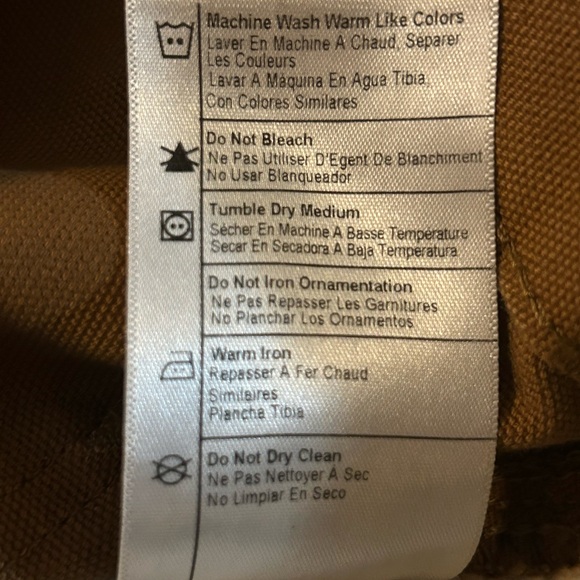 Machine Wash Warm Like Colors
Laver En Machine A Chaud, Separer
Les Couleurs
Lavar A Máquina En Agua Tibia,
Con Colores Similares
Do Not Bleach
Ne Pas Utiliser D'Egent De Blanchiment
No Usar Blanqueador
Tumble Dry Medium
Sécher En Machine A Basse Température
Secar En Secadora A Baja Temperatura
Do Not Iron Ornamentation
Ne Pas Repasser Les Garnitures
No Planchar Los Ornamentos
Warm Iron
Repasser A Fer Chaud
Similaires
Plancha Tibia
Do Not Dry Clean
Ne Pas Nettoyer A Sec
No Limpiar En Seco